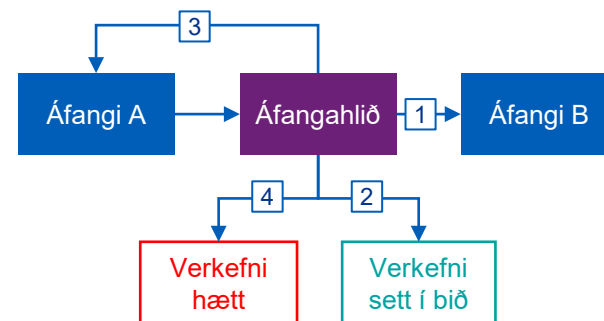 3
Áfangi A
Áfangahlið
1
Áfangi B
4
2
Verkefni
hætt
Verkefni
sett í bið